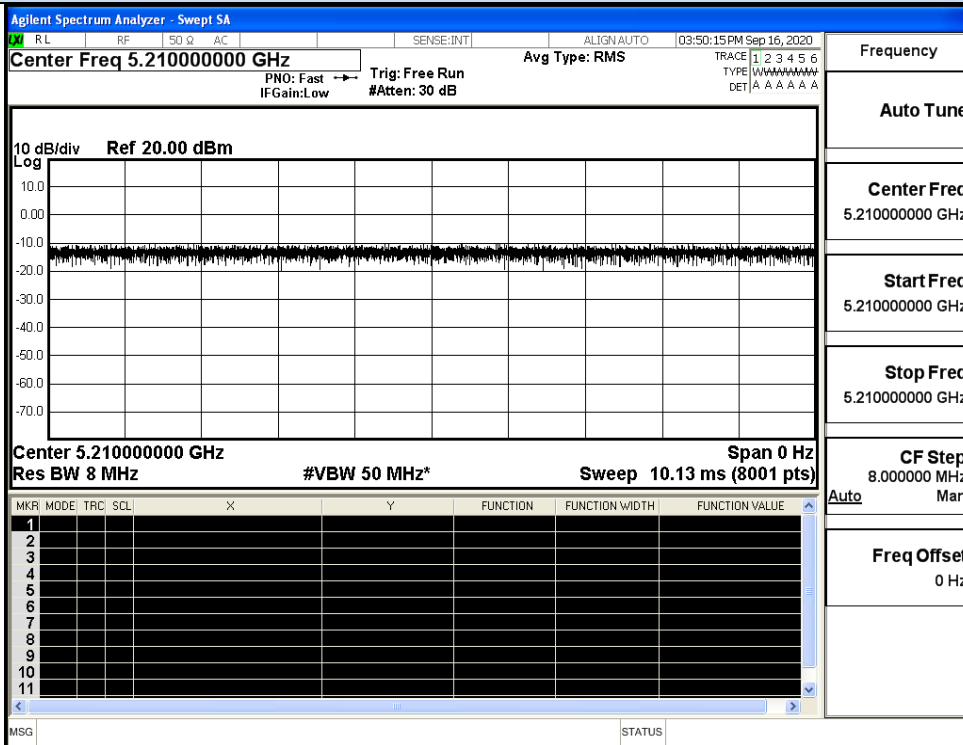 Agilent Spectrum Analyzer - Swept SA
LXI RL RF 50 Ω AC SENSE:INT ALIGN AUTO 03:50:15 PM Sep 16, 2020
Center Freq 5.210000000 GHz
PNO: Fast
IFGain:Low
Trig: Free Run
#Atten: 30 dB
Avg Type: RMS
TRACE 1 2 3 4 5 6
TYPE WWWWWW
DET A A A A A A
10 dB/div Ref 20.00 dBm
Log
10.0
0.00
-10.0
-20.0
-30.0
-40.0
-50.0
-60.0
-70.0
Center 5.210000000 GHz Span 0 Hz
Res BW 8 MHz #VBW 50 MHz* Sweep 10.13 ms (8001 pts)
MKR MODE TRC SCL X Y FUNCTION FUNCTION WIDTH FUNCTION VALUE
1
2
3
4
5
6
7
8
9
10
11
MSG STATUS
Frequency
Auto Tune
Center Freq
5.210000000 GHz
Start Freq
5.210000000 GHz
Stop Freq
5.210000000 GHz
CF Step
8.000000 MHz
Auto Man
Freq Offset
0 Hz